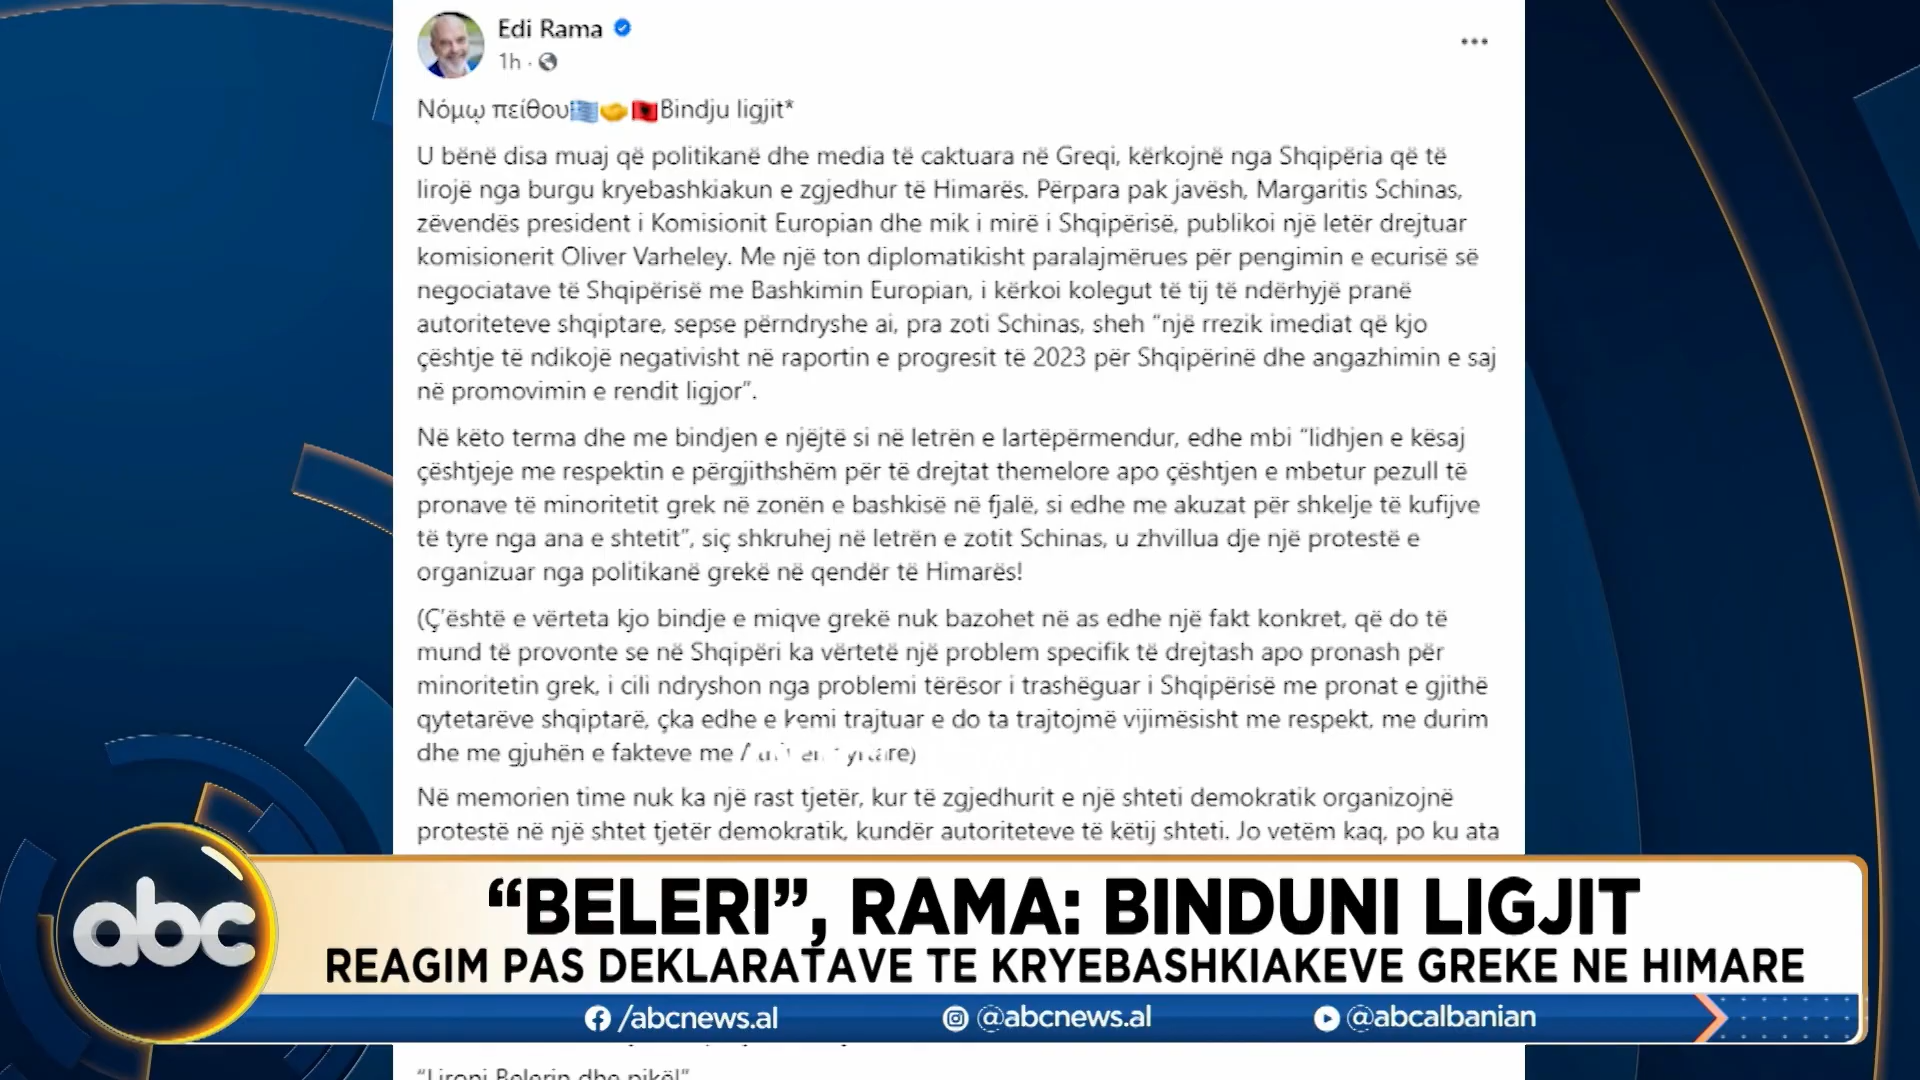 Edi Rama
1h ·
Νόμῳ πείθου🇬🇷🤝🇦🇱Bindju ligjit*
U bënë disa muaj që politikanë dhe media të caktuara në Greqi, kërkojnë nga Shqipëria që të
lirojë nga burgu kryebashkiakun e zgjedhur të Himarës. Përpara pak javësh, Margaritis Schinas,
zëvendës president i Komisionit Europian dhe mik i mirë i Shqipërisë, publikoi një letër drejtuar
komisionerit Oliver Varheley. Me një ton diplomatikisht paralajmërues për pengimin e ecurisë së
negociatave të Shqipërisë me Bashkimin Europian, i kërkoi kolegut të tij të ndërhyjë pranë
autoriteteve shqiptare, sepse përndryshe ai, pra zoti Schinas, sheh “një rrezik imediat që kjo
çështje të ndikojë negativisht në raportin e progresit të 2023 për Shqipërinë dhe angazhimin e saj
në promovimin e rendit ligjor”.
Në këto terma dhe me bindjen e njëjtë si në letrën e lartëpërmendur, edhe mbi “lidhjen e kësaj
çështjeje me respektin e përgjithshëm për të drejtat themelore apo çështjen e mbetur pezull të
pronave të minoritetit grek në zonën e bashkisë në fjalë, si edhe me akuzat për shkelje të kufijve
të tyre nga ana e shtetit”, siç shkruhej në letrën e zotit Schinas, u zhvillua dje një protestë e
organizuar nga politikanë grekë në qendër të Himarës!
(Ç’është e vërteta kjo bindje e miqve grekë nuk bazohet në as edhe një fakt konkret, që do të
mund të provonte se në Shqipëri ka vërtetë një problem specifik të drejtash apo pronash për
minoritetin grek, i cili ndryshon nga problemi tërësor i trashëguar i Shqipërisë me pronat e gjithë
qytetarëve shqiptarë, çka edhe e kemi trajtuar e do ta trajtojmë vijimësisht me respekt, me durim
dhe me gjuhën e fakteve me
Në memorien time nuk ka një rast tjetër, kur të zgjedhurit e një shteti demokratik organizojnë
protestë në një shtet tjetër demokratik, kundër autoriteteve të këtij shteti. Jo vetëm kaq, po ku ata
abc
“BELERI”, RAMA: BINDUNI LIGJIT
REAGIM PAS DEKLARATAVE TE KRYEBASHKIAKEVE GREKE NE HIMARE
/abcnews.al @abcnews.al @abcalbanian
“Lironi Belerin dhe pikë!”